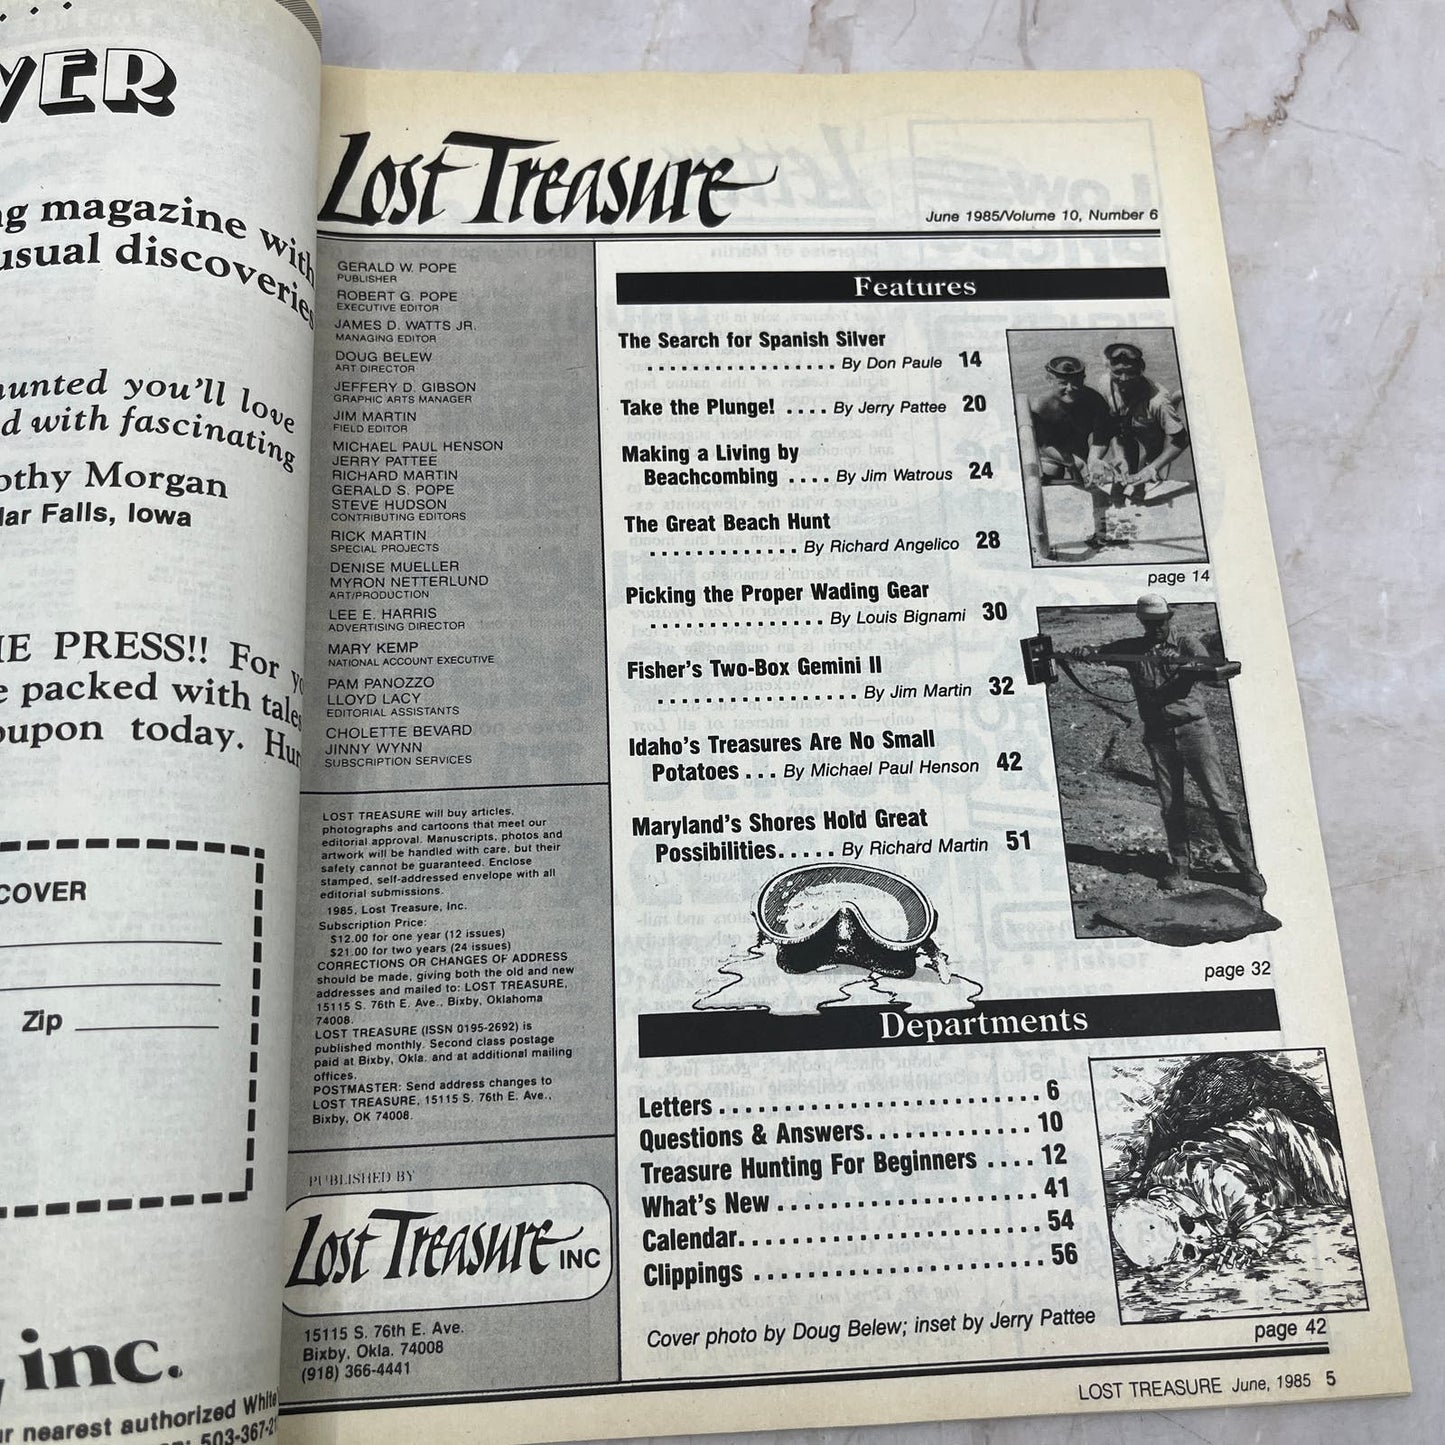 VER
magazine with
usual discoveries
hunted you'll love
d with fascinating
othy Morgan
lar Falls, Iowa
PRESS!! For
packed with tales
oupon today.
COVER
Zip
inc.
nearest authorized White
503-367-
Lost Treasure
June 1985/Volume 10, Number 6
GERALD W. POPE
PUBLISHER
ROBERT G. POPE
EXECUTIVE EDITOR
JAMES D. WATTS JR.
MANAGING EDITOR
DOUG BELEW
ART DIRECTOR
JEFFERY D. GIBSON
GRAPHIC ARTS MANAGER
JIM MARTIN
FIELD EDITOR
MICHAEL PAUL HENSON
JERRY PATTEE
RICHARD MARTIN
GERALD S. POPE
STEVE HUDSON
CONTRIBUTING EDITORS
RICK MARTIN
SPECIAL PROJECTS
DENISE MUELLER
MYRON NETTERLUND
ART/PRODUCTION
LEE E. HARRIS
ADVERTISING DIRECTOR
MARY KEMP
NATIONAL ACCOUNT EXECUTIVE
PAM PANOZZO
LLOYD LACY
EDITORIAL ASSISTANTS
CHOLETTE BEVARD
JINNY WYNN
SUBSCRIPTION SERVICES
LOST TREASURE will buy articles,
photographs and cartoons that meet our
editorial approval. Manuscripts, photos and
artwork will be handled with care, but their
safety cannot be guaranteed. Enclose
stamped, self-addressed envelope with all
editorial submissions.
1985, Lost Treasure, Inc.
Subscription Price:
$12.00 for one year (12 issues)
$21.00 for two years (24 issues)
CORRECTIONS OR CHANGES OF ADDRESS
should be made, giving both the old and new
addresses and mailed to: LOST TREASURE,
15115 S. 76th E. Ave., Bixby, Oklahoma
74008.
LOST TREASURE (ISSN 0195-2692) is
published monthly. Second class postage
paid at Bixby, Okla. and at additional mailing
offices.
POSTMASTER: Send address changes to
LOST TREASURE, 15115 S. 76th E. Ave.,
Bixby, OK 74008.
PUBLISHED BY
Lost Treasure INC
15115 S. 76th E. Ave.
Bixby, Okla. 74008
(918) 366-4441
Features
The Search for Spanish Silver
................. By Don Paule 14
Take the Plunge! .... By Jerry Pattee 20
Making a Living by
Beachcombing .... By Jim Watrous 24
The Great Beach Hunt
............. By Richard Angelico 28
Picking the Proper Wading Gear
............... By Louis Bignami 30
Fisher's Two-Box Gemini II
.................. By Jim Martin 32
Idaho's Treasures Are No Small
Potatoes ... By Michael Paul Henson 42
Maryland's Shores Hold Great
Possibilities..... By Richard Martin 51
page 14
page 32
Departments
Letters......................... 6
Questions & Answers............. 10
Treasure Hunting For Beginners .... 12
What's New ................... 41
Calendar...................... 54
Clippings ..................... 56
page 42
Cover photo by Doug Belew; inset by Jerry Pattee
LOST TREASURE June, 1985 5